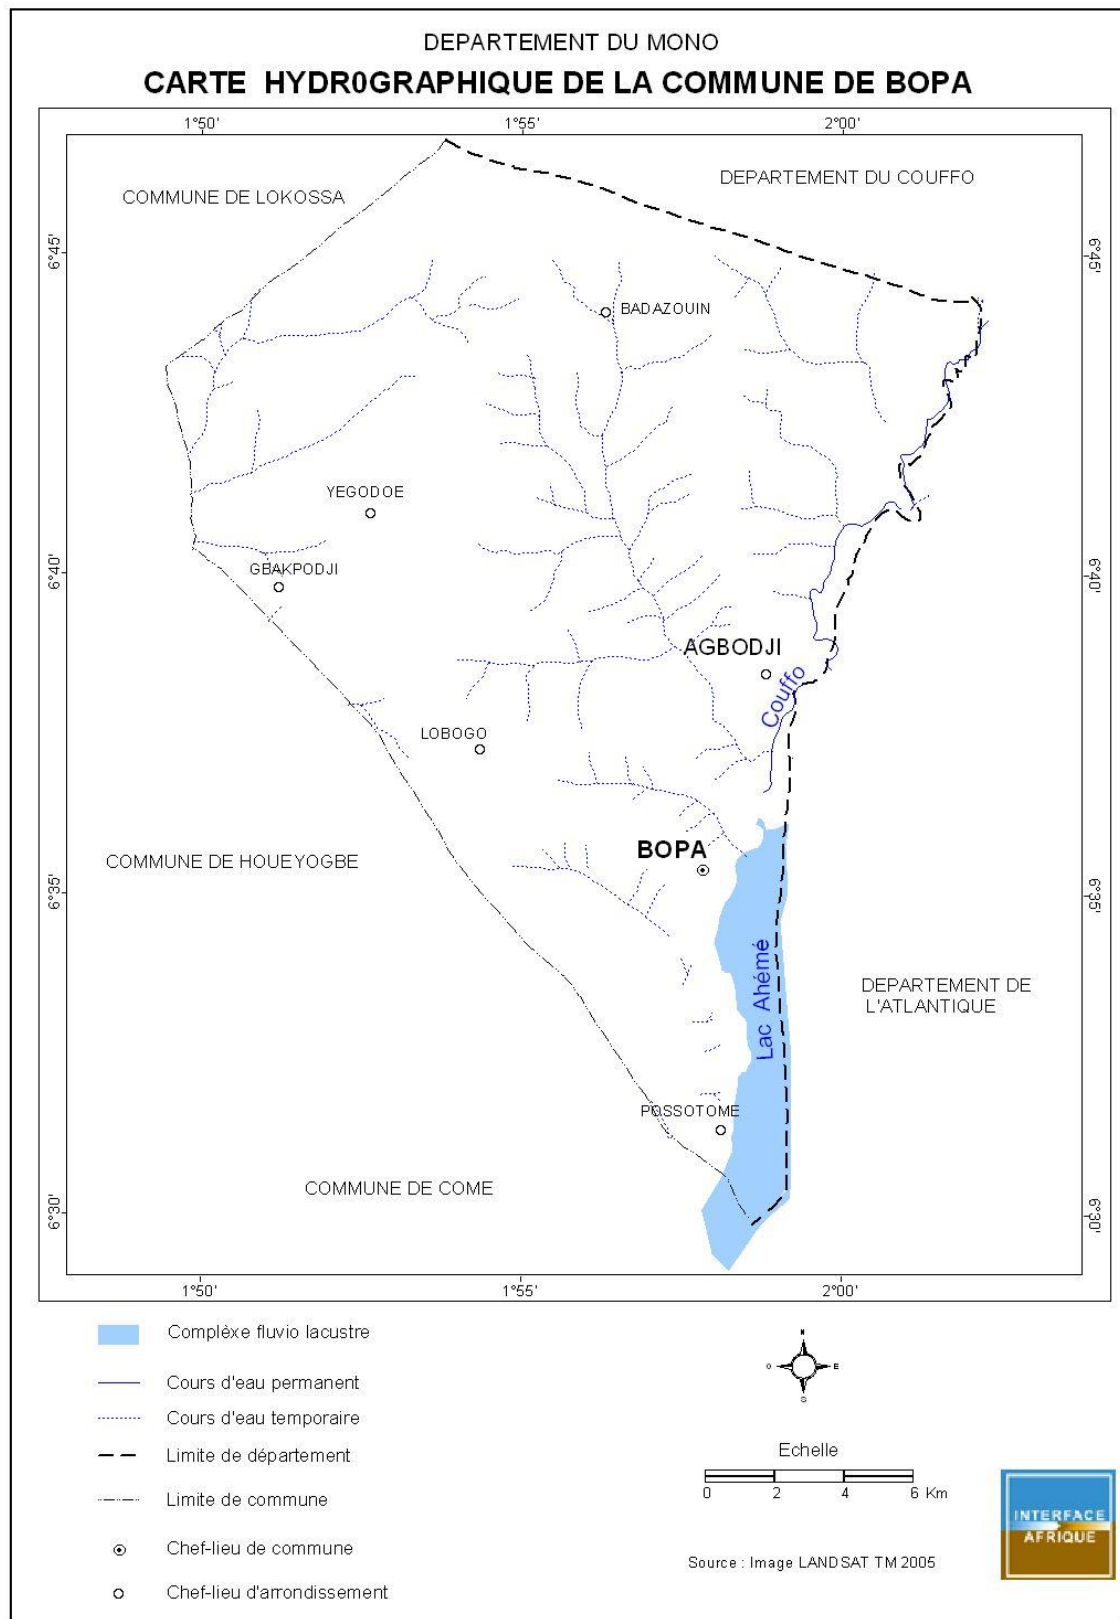 DEPARTEMENT DU MONO
CARTE HYDR0GRAPHIQUE DE LA COMMUNE DE BOPA
1°50'
1°55'
2°00'
COMMUNE DE LOKOSSA
DEPARTEMENT DU COUFFO
6°45'
6°45'
BADAZOUIN
YEGODOE
6°40'
GBAKPODJI
6°40'
AGBODJI
Couffo
LOBOGO
BOPA
COMMUNE DE HOUEYOGBE
6°35'
6°35'
Lac Ahémé
DEPARTEMENT DE
L'ATLANTIQUE
POSSOTOME
COMMUNE DE COME
6°30'
6°30'
1°50'
1°55'
2°00'
Complèxe fluvio lacustre
Cours d'eau permanent
Cours d'eau temporaire
Limite de département
Limite de commune
Chef-lieu de commune
Chef-lieu d'arrondissement
N
O E
S
Echelle
0 2 4 6 Km
Source : Image LANDSAT TM 2005
INTERFACE
AFRIQUE